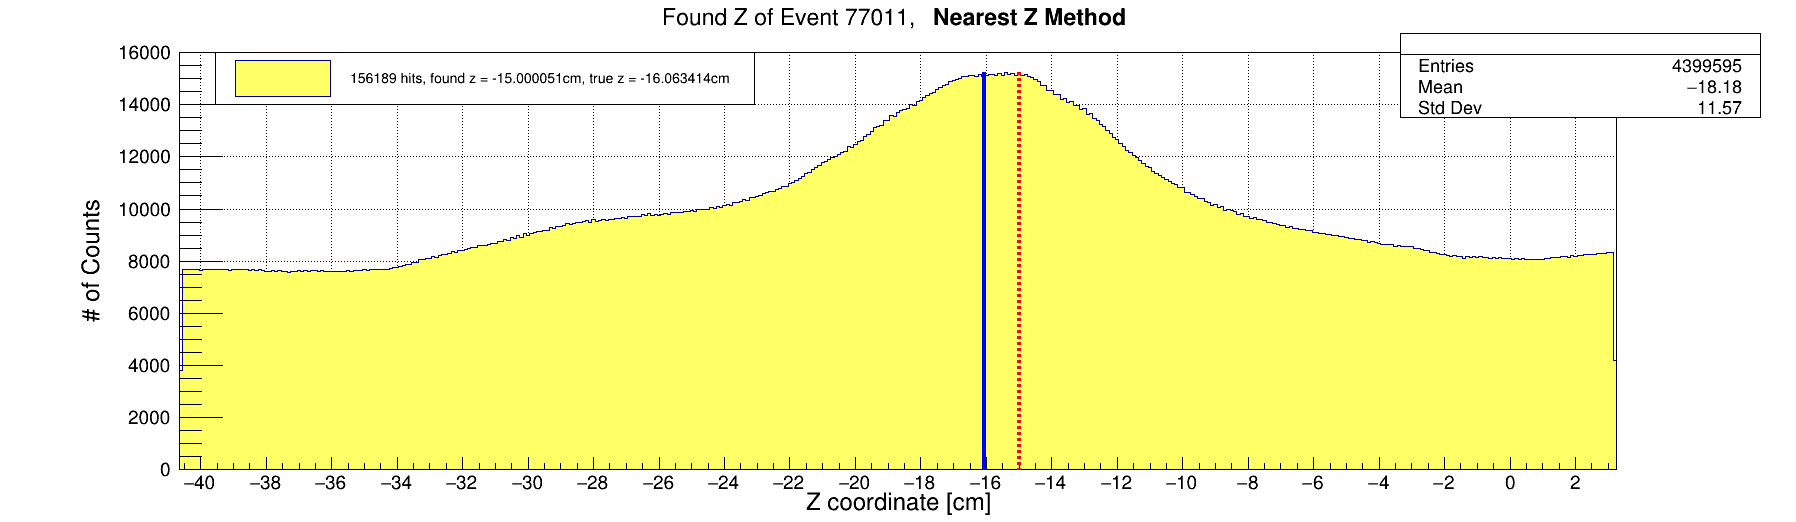 Found Z of Event 77011, Nearest Z Method
16000
14000
12000
10000
8000
6000
4000
2000
0
# of Counts
156189 hits, found z = -15.000051cm, true z = -16.063414cm
Entries 4399595
Mean −18.18
Std Dev 11.57
−40 −38 −36 −34 −32 −30 −28 −26 −24 −22 −20 −18 −16 −14 −12 −10 −8 −6 −4 −2 0 2
Z coordinate [cm]